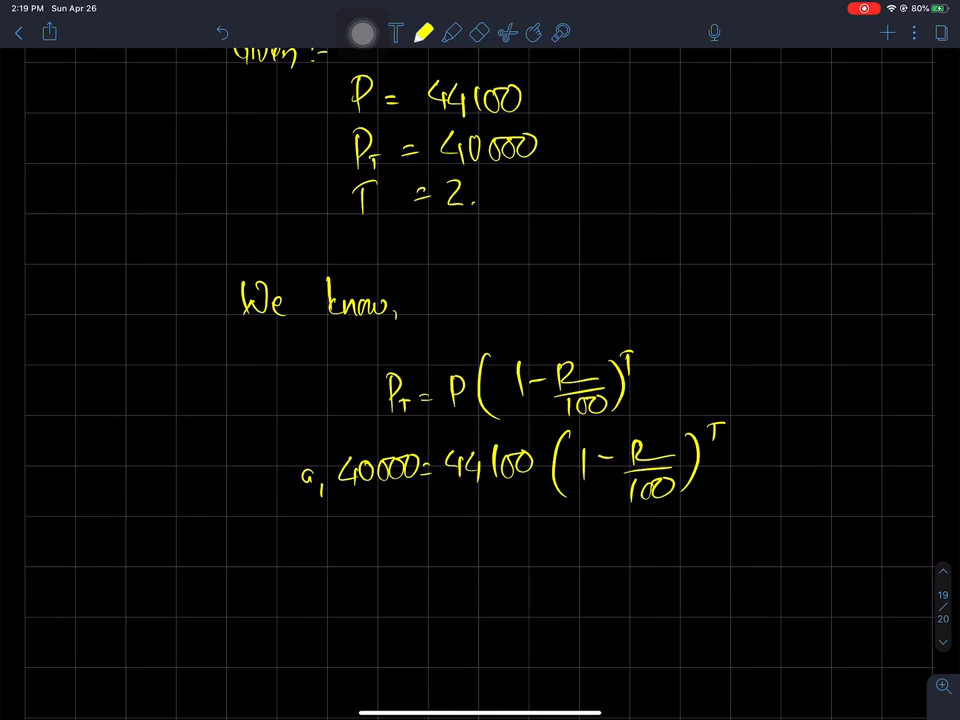 2:19 PM Sun Apr 26
80%
T
Given :-
P = 44100
P_T = 40000
T = 2.
We know,
P_T = P ( 1 - R/100 )^T
a, 40000 = 44100 ( 1 - R/100 )^T
19
/
20